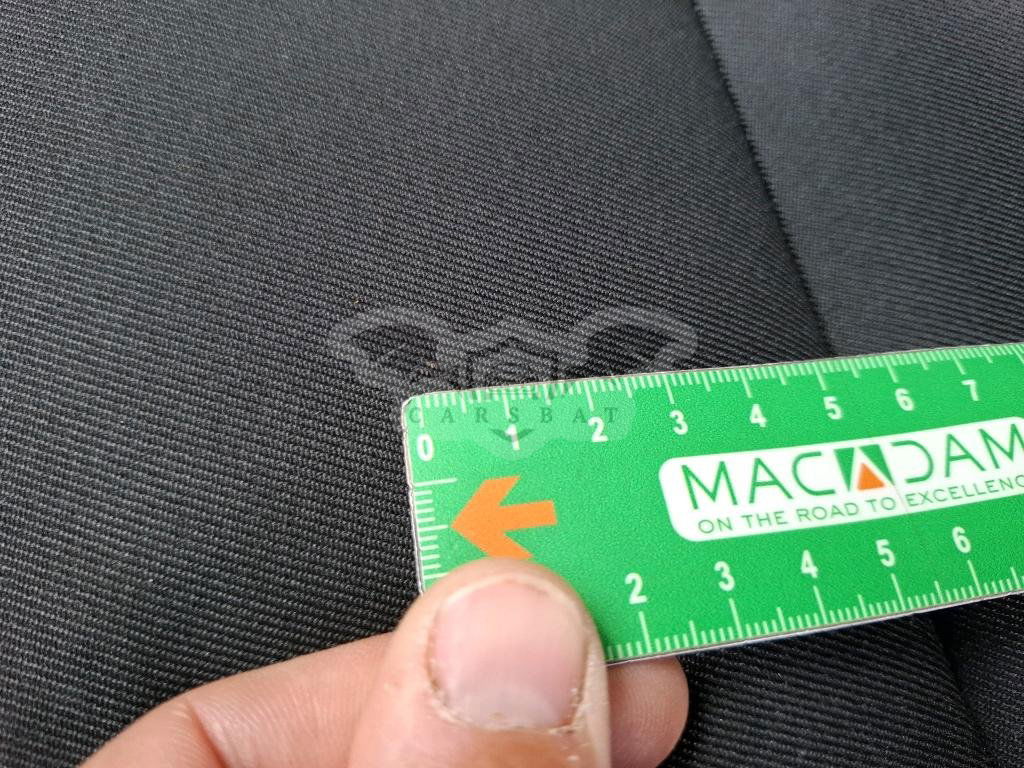 CARSBAT
0 1 2 3 4 5 6 7
MACADAM
ON THE ROAD TO EXCELLENC
2 3 4 5 6